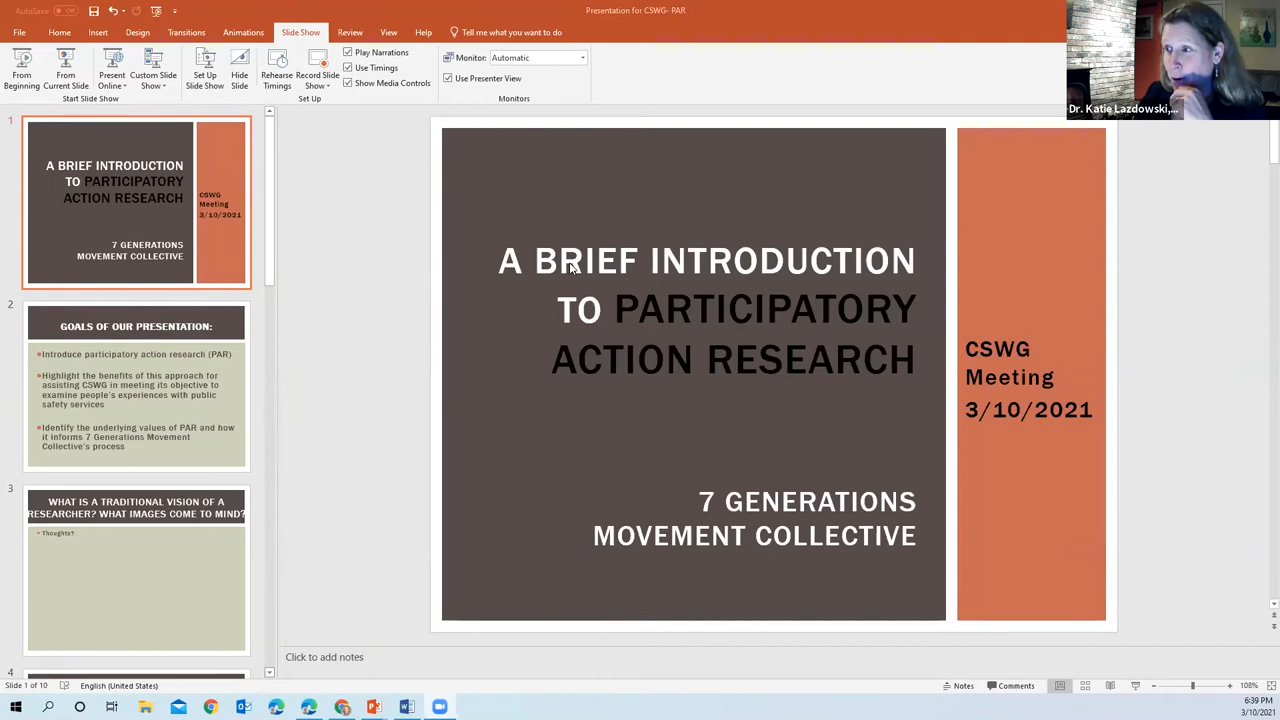 AutoSave Off
Presentation for CSWG- PAR
File Home Insert Design Transitions Animations Slide Show Review View Help Tell me what you want to do
From Beginning
From Current Slide
Present Online
Custom Slide Show
Start Slide Show
Set Up Slide Show
Hide Slide
Rehearse Timings
Record Slide Show
Play Narrations
Use Timings
Show Media Controls
Set Up
Monitor: Automatic
Use Presenter View
Monitors
Dr. Katie Lazdowski,...
1
A BRIEF INTRODUCTION
TO PARTICIPATORY
ACTION RESEARCH
CSWG
Meeting
3/10/2021
7 GENERATIONS
MOVEMENT COLLECTIVE
2
GOALS OF OUR PRESENTATION:
Introduce participatory action research (PAR)
Highlight the benefits of this approach for
assisting CSWG in meeting its objective to
examine people's experiences with public
safety services
Identify the underlying values of PAR and how
it informs 7 Generations Movement
Collective's process
3
WHAT IS A TRADITIONAL VISION OF A
RESEARCHER? WHAT IMAGES COME TO MIND?
Thoughts?
4
A BRIEF INTRODUCTION
TO PARTICIPATORY
ACTION RESEARCH
CSWG
Meeting
3/10/2021
7 GENERATIONS
MOVEMENT COLLECTIVE
Click to add notes
Slide 1 of 10 English (United States) Notes Comments 108%
6:39 PM
3/10/2021